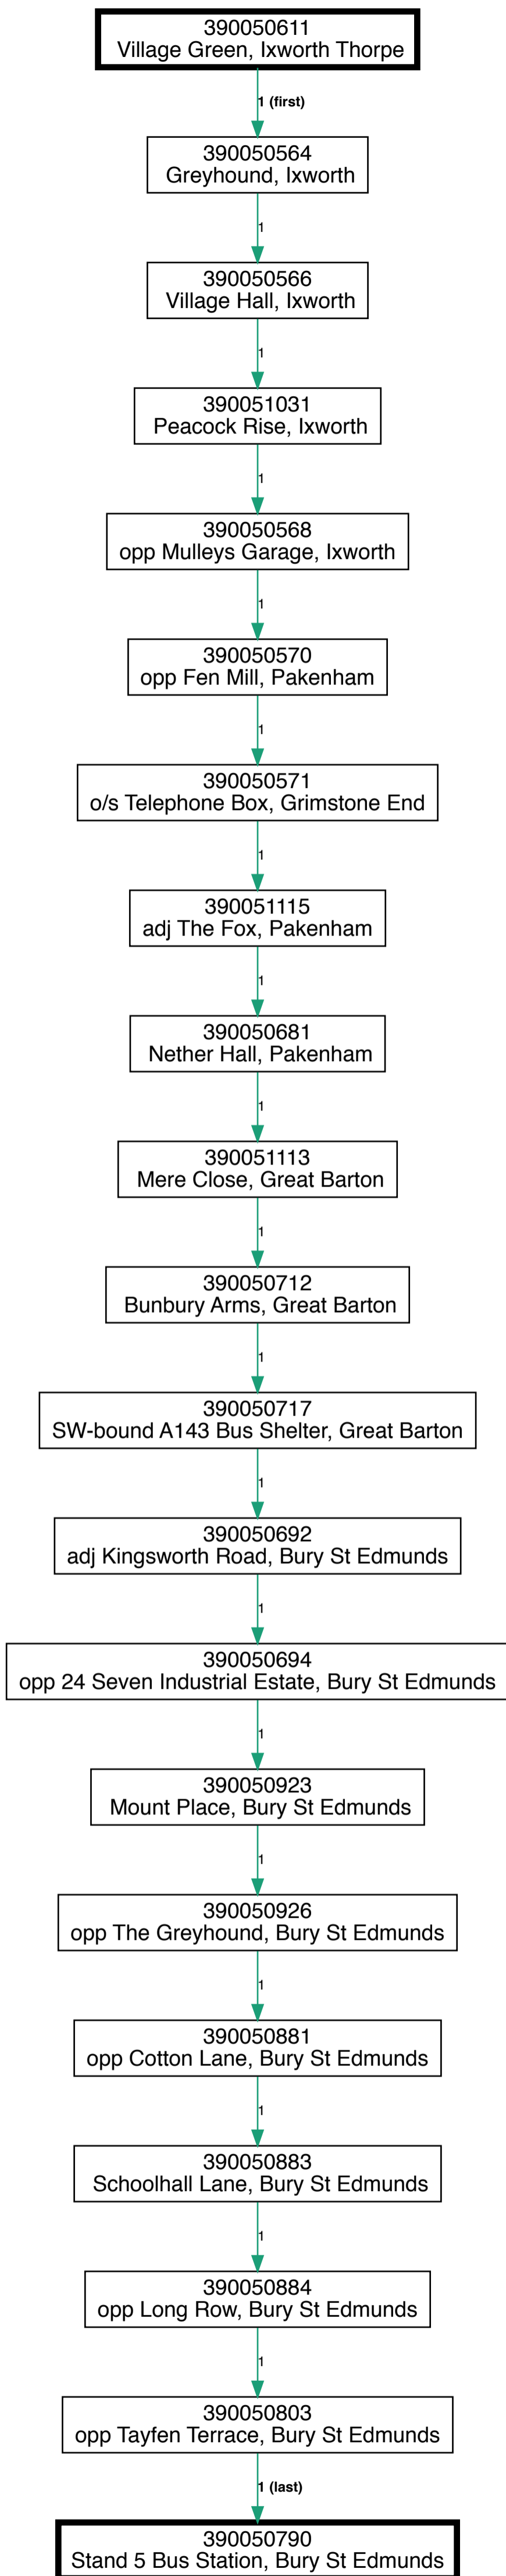 390050611
Village Green, Ixworth Thorpe
1 (first)
390050564
Greyhound, Ixworth
1
390050566
Village Hall, Ixworth
1
390051031
Peacock Rise, Ixworth
1
390050568
opp Mulleys Garage, Ixworth
1
390050570
opp Fen Mill, Pakenham
1
390050571
o/s Telephone Box, Grimstone End
1
390051115
adj The Fox, Pakenham
1
390050681
Nether Hall, Pakenham
1
390051113
Mere Close, Great Barton
1
390050712
Bunbury Arms, Great Barton
1
390050717
SW-bound A143 Bus Shelter, Great Barton
1
390050692
adj Kingsworth Road, Bury St Edmunds
1
390050694
opp 24 Seven Industrial Estate, Bury St Edmunds
1
390050923
Mount Place, Bury St Edmunds
1
390050926
opp The Greyhound, Bury St Edmunds
1
390050881
opp Cotton Lane, Bury St Edmunds
1
390050883
Schoolhall Lane, Bury St Edmunds
1
390050884
opp Long Row, Bury St Edmunds
1
390050803
opp Tayfen Terrace, Bury St Edmunds
1 (last)
390050790
Stand 5 Bus Station, Bury St Edmunds